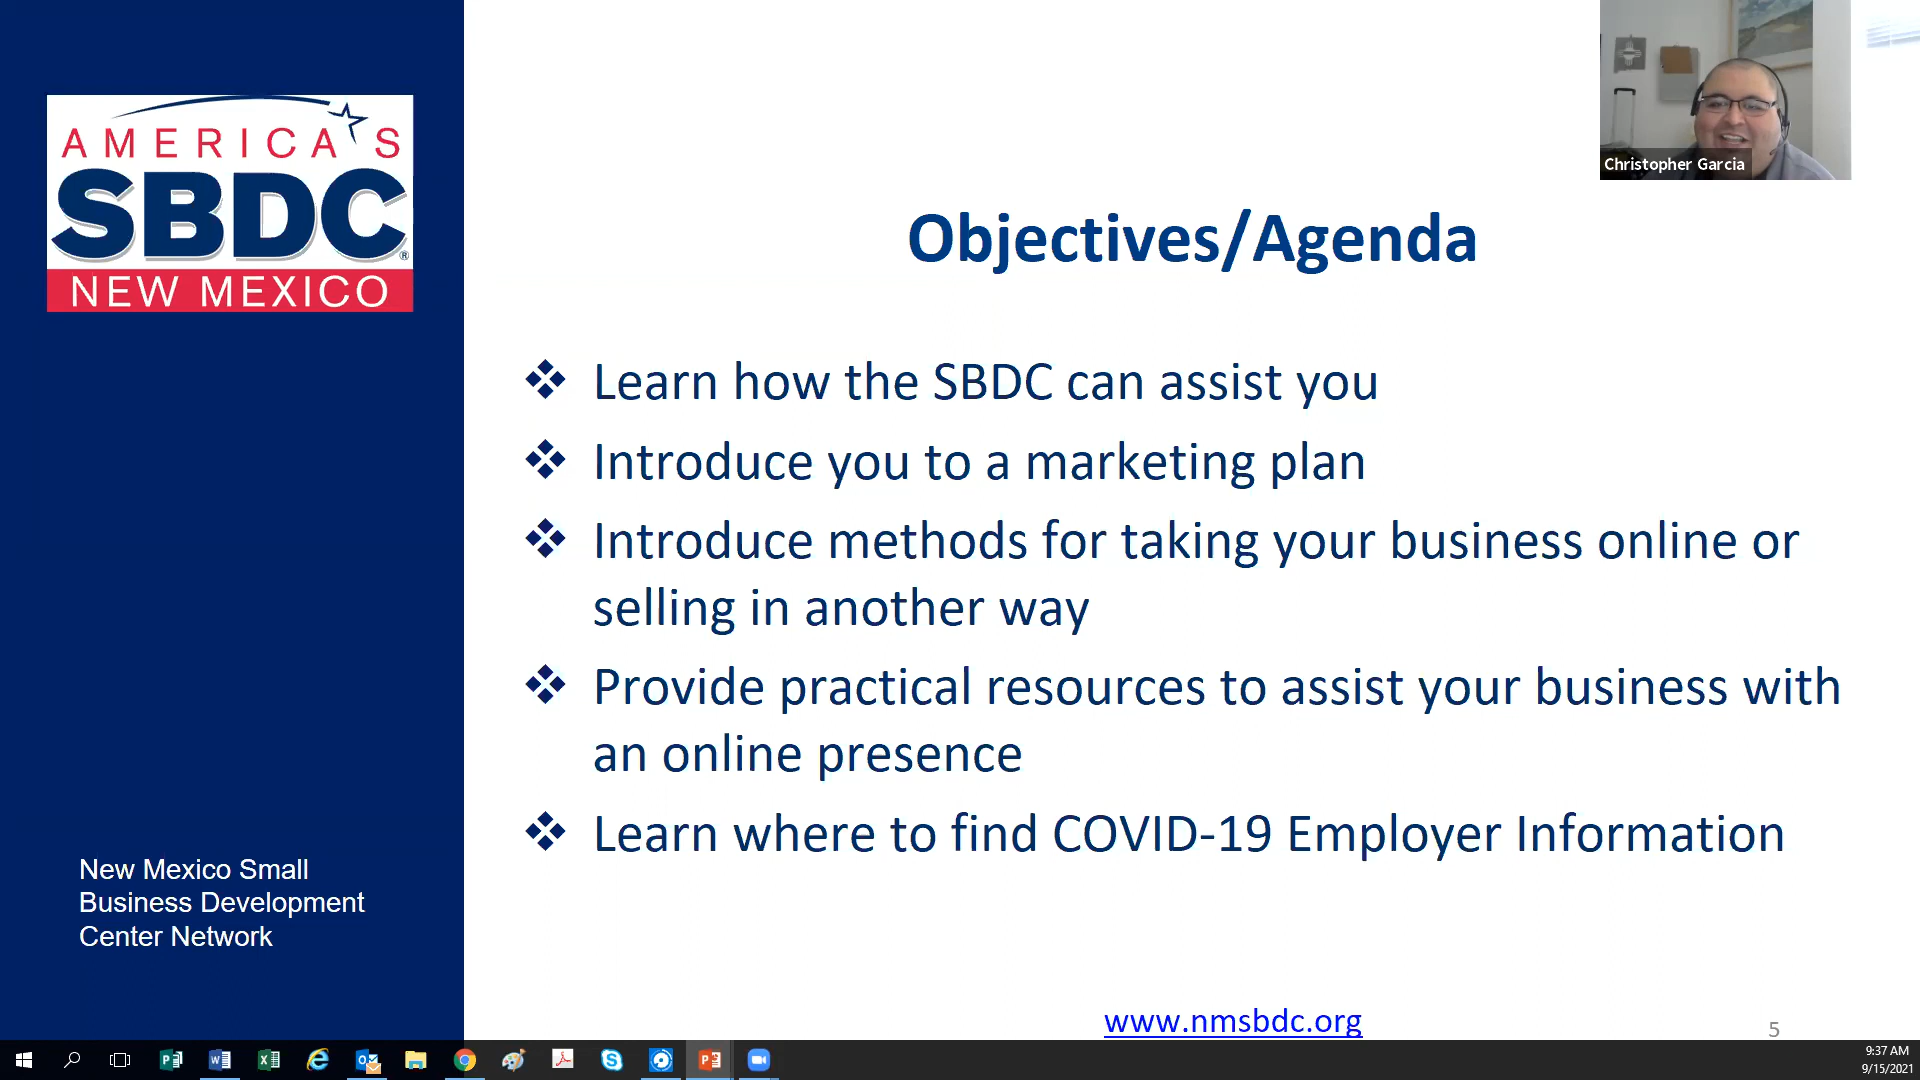 AMERICA'S
SBDC
®
NEW MEXICO
Christopher Garcia
Objectives/Agenda
❖ Learn how the SBDC can assist you
❖ Introduce you to a marketing plan
❖ Introduce methods for taking your business online or
selling in another way
❖ Provide practical resources to assist your business with
an online presence
❖ Learn where to find COVID-19 Employer Information
New Mexico Small
Business Development
Center Network
www.nmsbdc.org
5
9:37 AM
9/15/2021